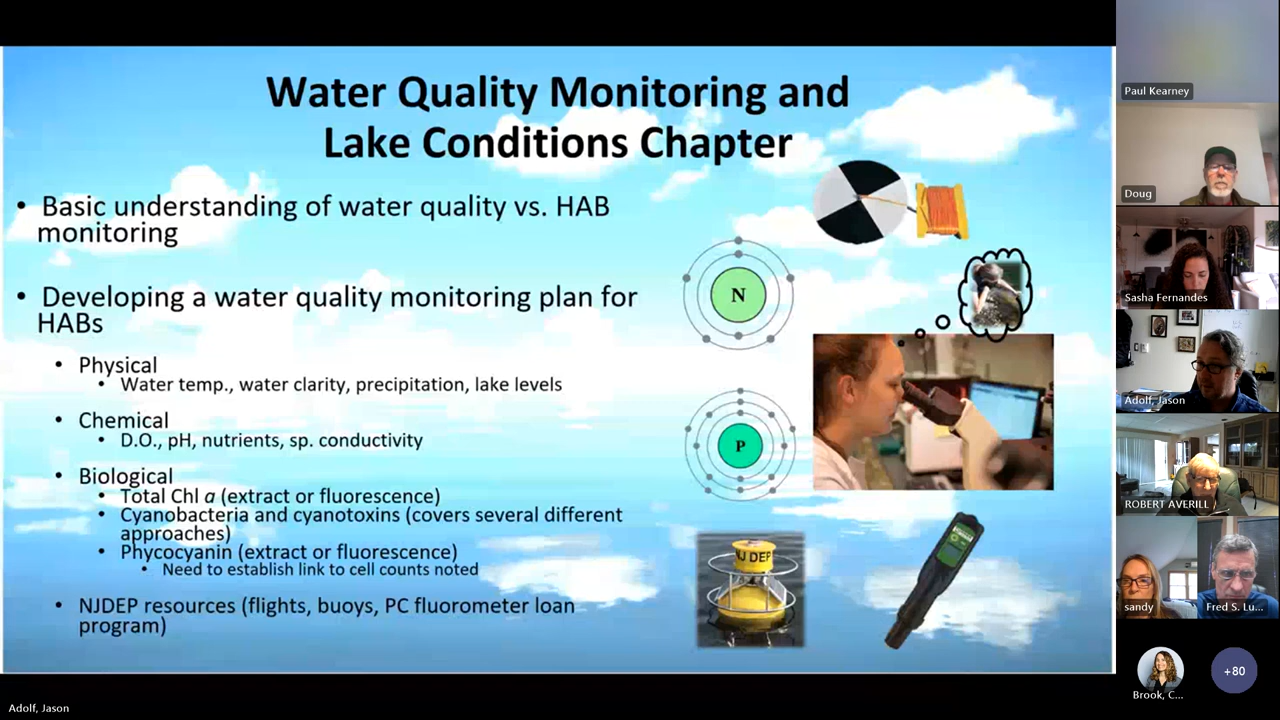 Water Quality Monitoring and
Lake Conditions Chapter
• Basic understanding of water quality vs. HAB
monitoring
• Developing a water quality monitoring plan for
HABs
• Physical
• Water temp., water clarity, precipitation, lake levels
• Chemical
• D.O., pH, nutrients, sp. conductivity
• Biological
• Total Chl a (extract or fluorescence)
• Cyanobacteria and cyanotoxins (covers several different
approaches)
• Phycocyanin (extract or fluorescence)
• Need to establish link to cell counts noted
• NJDEP resources (flights, buoys, PC fluorometer loan
program)
N
P
NJ DEP
Paul Kearney
Doug
Sasha Fernandes
Adolf, Jason
ROBERT AVERILL
sandy
Fred S. Lu...
Brook, C...
+80
Adolf, Jason